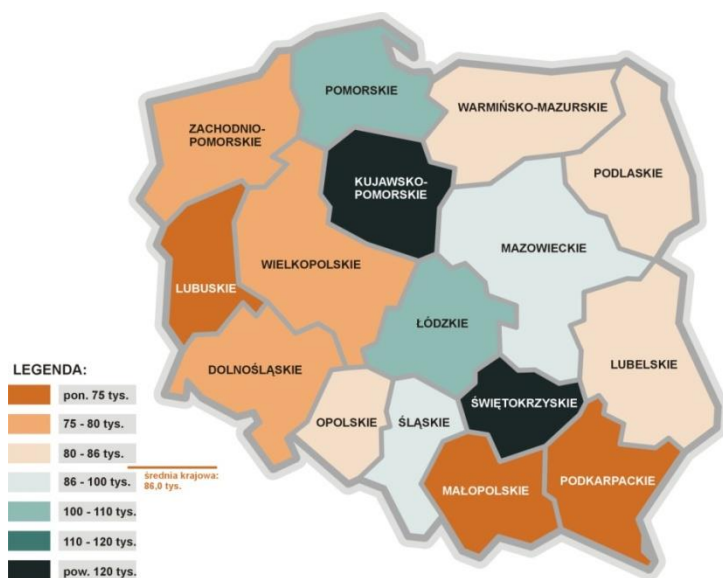 POMORSKIE
WARMIŃSKO-MAZURSKIE
ZACHODNIO-
POMORSKIE
PODLASKIE
KUJAWSKO-
POMORSKIE
MAZOWIECKIE
WIELKOPOLSKIE
LUBUSKIE
ŁÓDZKIE
LUBELSKIE
DOLNOŚLĄSKIE
ŚWIĘTOKRZYSKIE
OPOLSKIE
ŚLĄSKIE
PODKARPACKIE
MAŁOPOLSKIE
LEGENDA:
pon. 75 tys.
75 - 80 tys.
80 - 86 tys.
średnia krajowa:
86,0 tys.
86 - 100 tys.
100 - 110 tys.
110 - 120 tys.
pow. 120 tys.